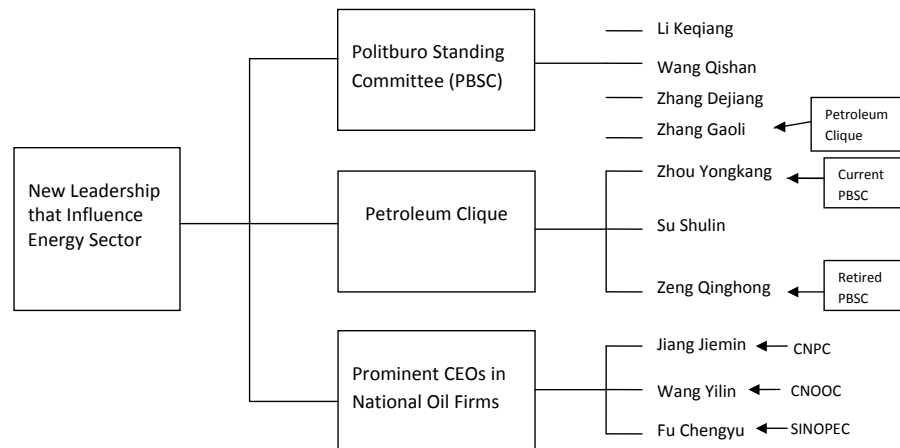 New Leadership
that Influence
Energy Sector
Politburo Standing
Committee (PBSC)
Li Keqiang
Wang Qishan
Zhang Dejiang
Zhang Gaoli
Petroleum
Clique
Petroleum Clique
Zhou Yongkang
Current
PBSC
Su Shulin
Zeng Qinghong
Retired
PBSC
Prominent CEOs in
National Oil Firms
Jiang Jiemin
CNPC
Wang Yilin
CNOOC
Fu Chengyu
SINOPEC